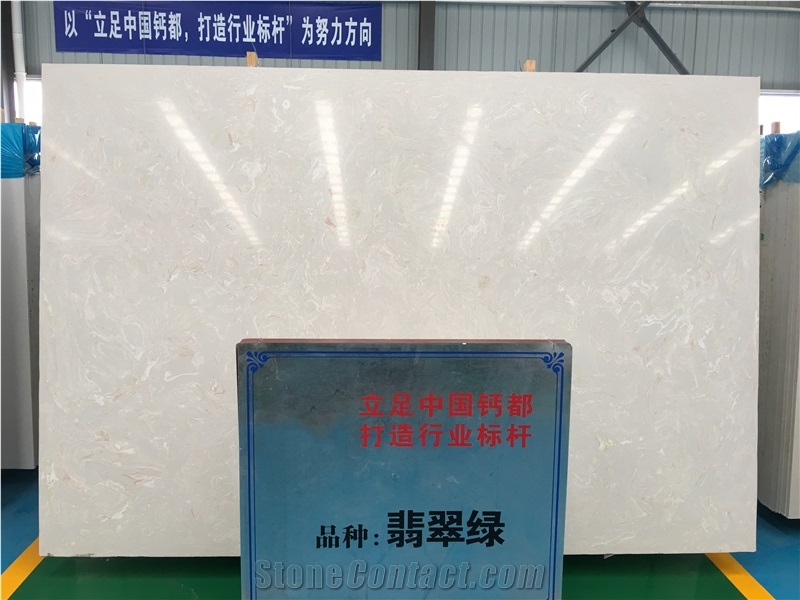 以“立足中国钙都，打造行业标杆”为努力方向
立足中国钙都
打造行业标杆
品种:翡翠绿
StoneContact.com